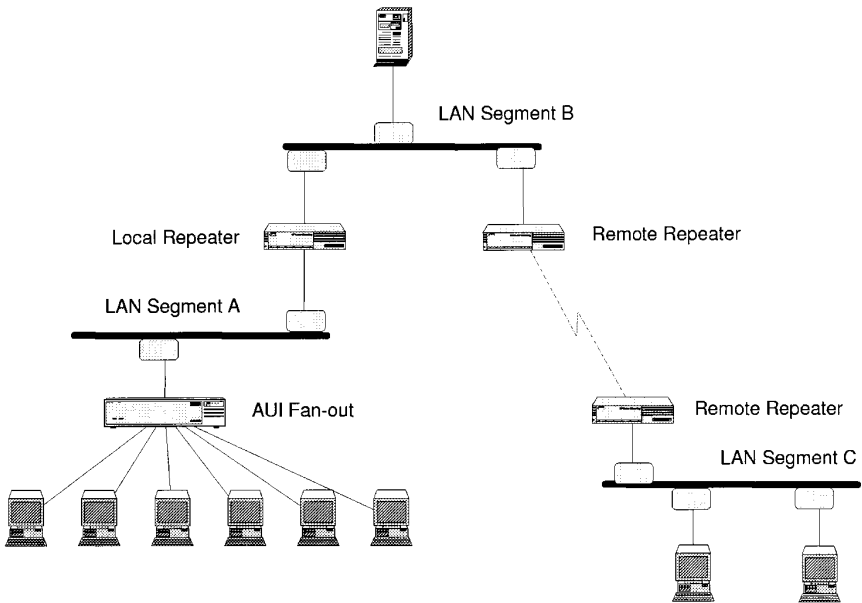 LAN Segment B
Local Repeater
Remote Repeater
LAN Segment A
AUI Fan-out
Remote Repeater
LAN Segment C